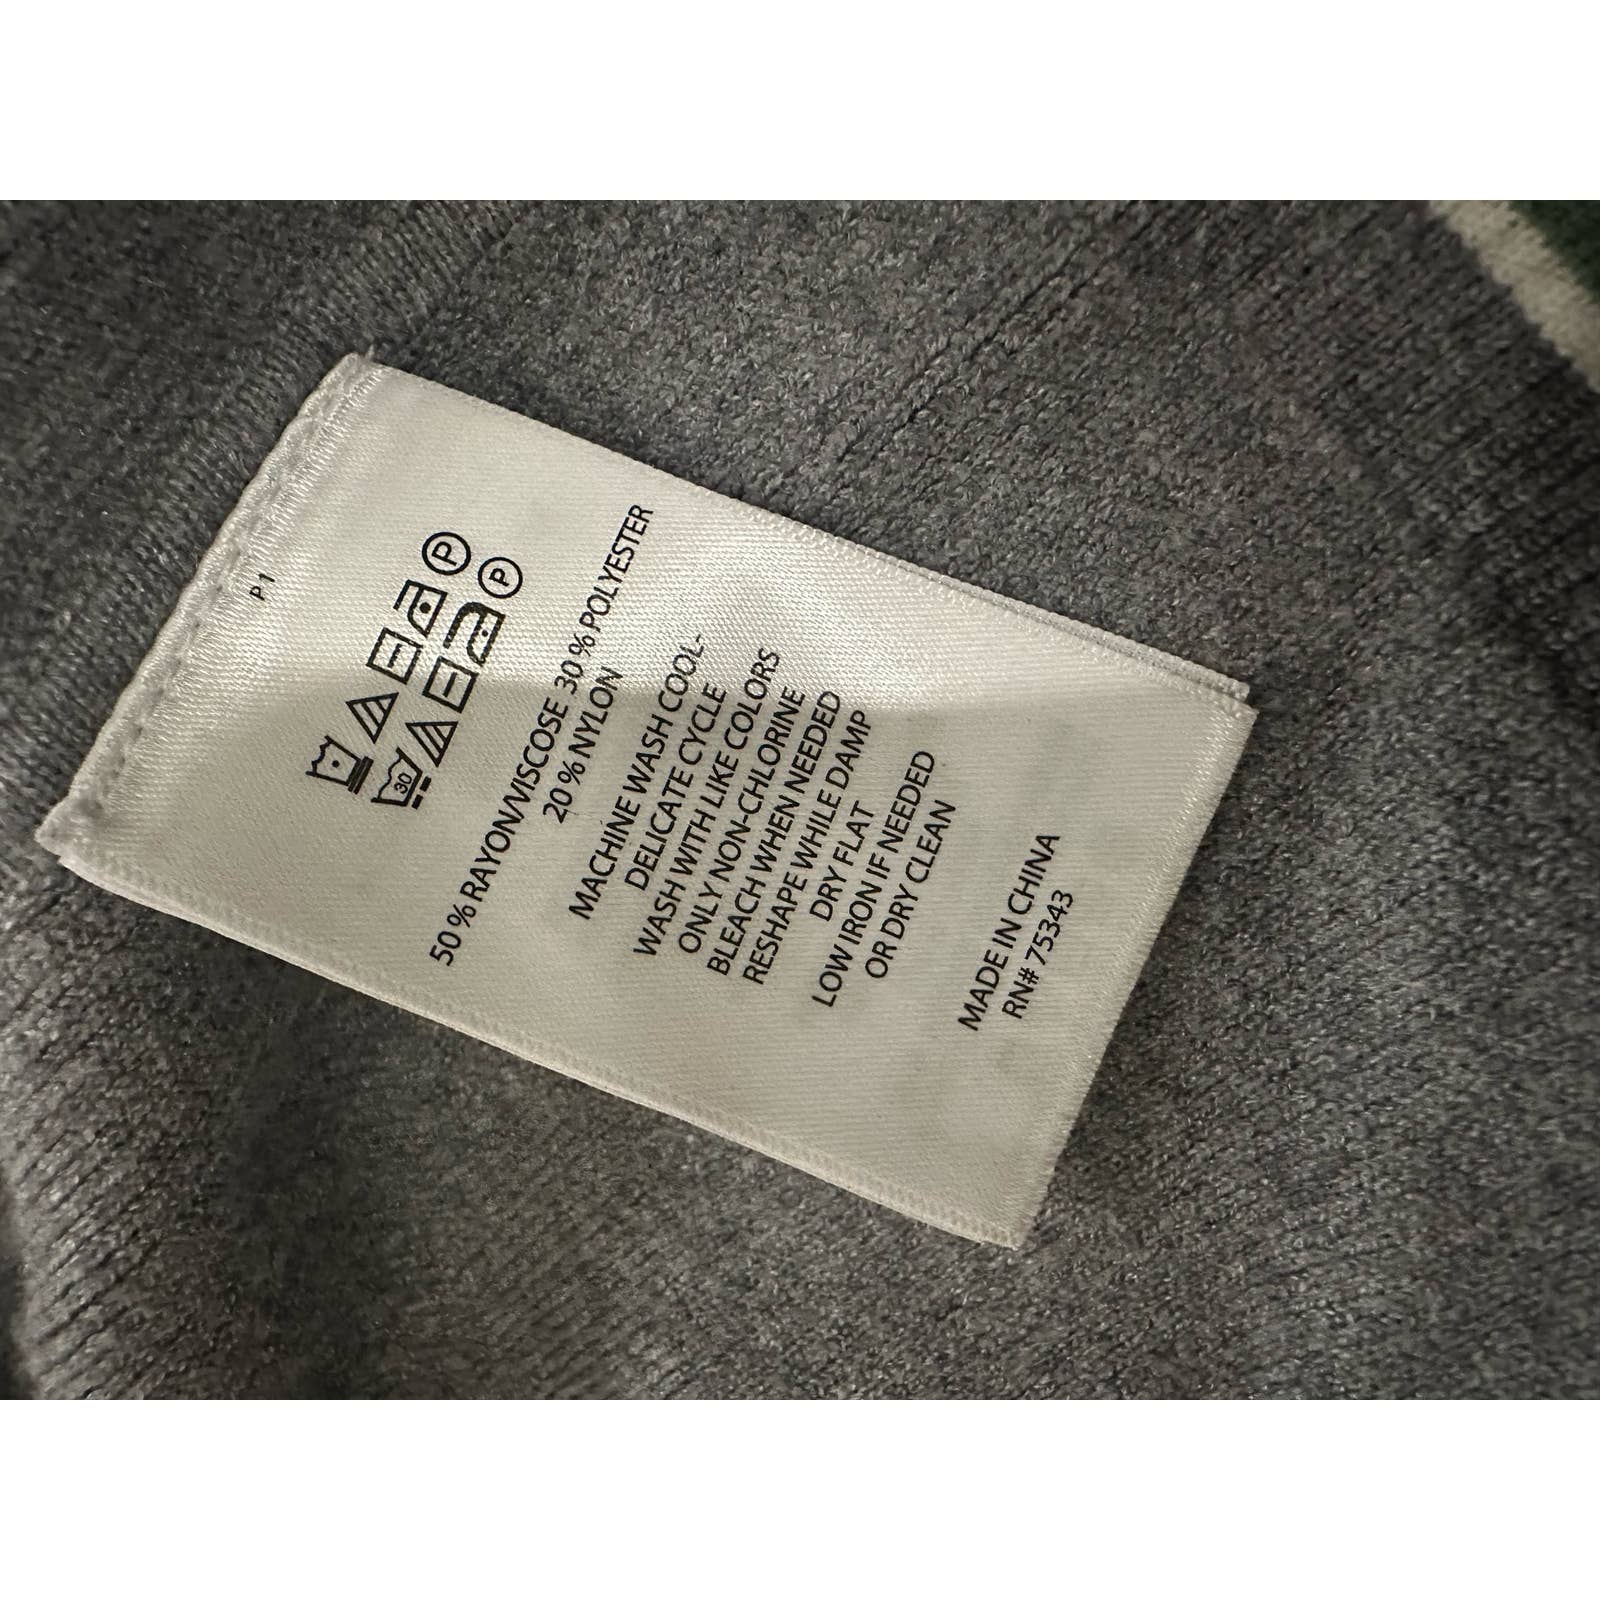 P 1
P
30 P
50% RAYON/VISCOSE 30% POLYESTER
20% NYLON
MACHINE WASH COOL-
DELICATE CYCLE
WASH WITH LIKE COLORS
ONLY NON-CHLORINE
BLEACH WHEN NEEDED
RESHAPE WHILE DAMP
DRY FLAT
LOW IRON IF NEEDED
OR DRY CLEAN
MADE IN CHINA
RN# 75343